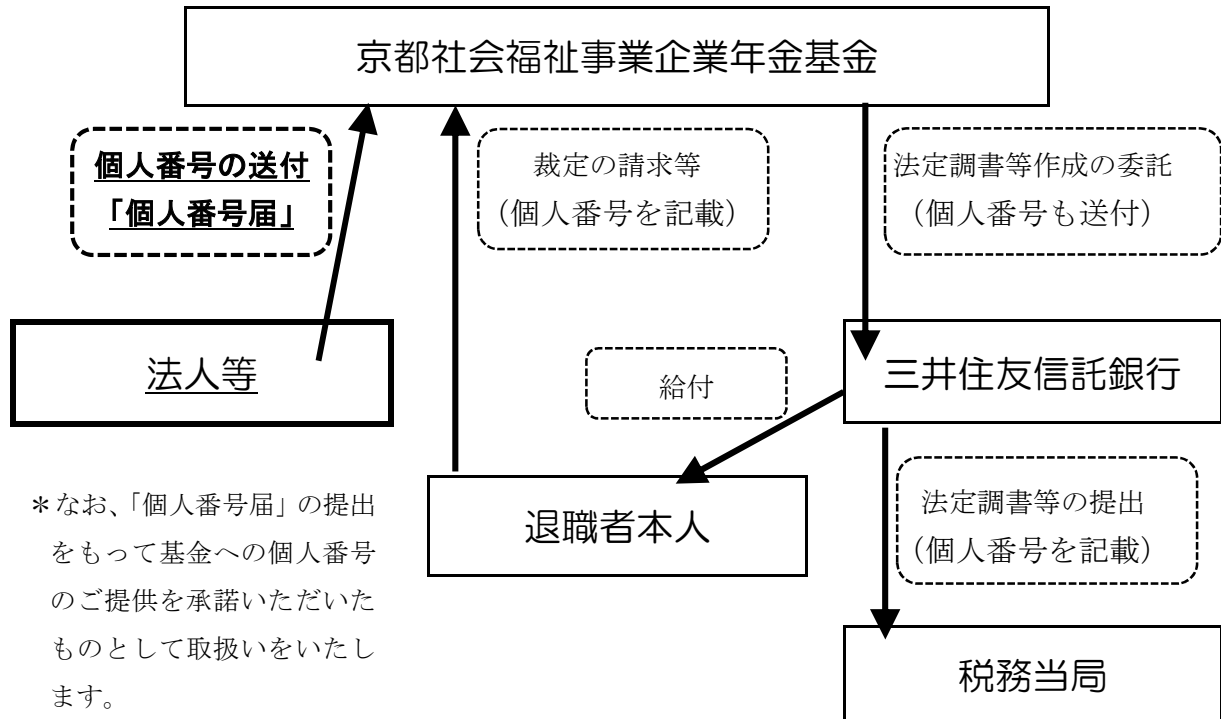 京都社会福祉事業企業年金基金
個人番号の送付
「個人番号届」
裁定の請求等
(個人番号を記載)
法定調書等作成の委託
(個人番号も送付)
法人等
給付
三井住友信託銀行
退職者本人
法定調書等の提出
(個人番号を記載)
税務当局
*なお、「個人番号届」の提出
をもって基金への個人番号
のご提供を承諾いただいた
ものとして取扱いをいたし
ます。